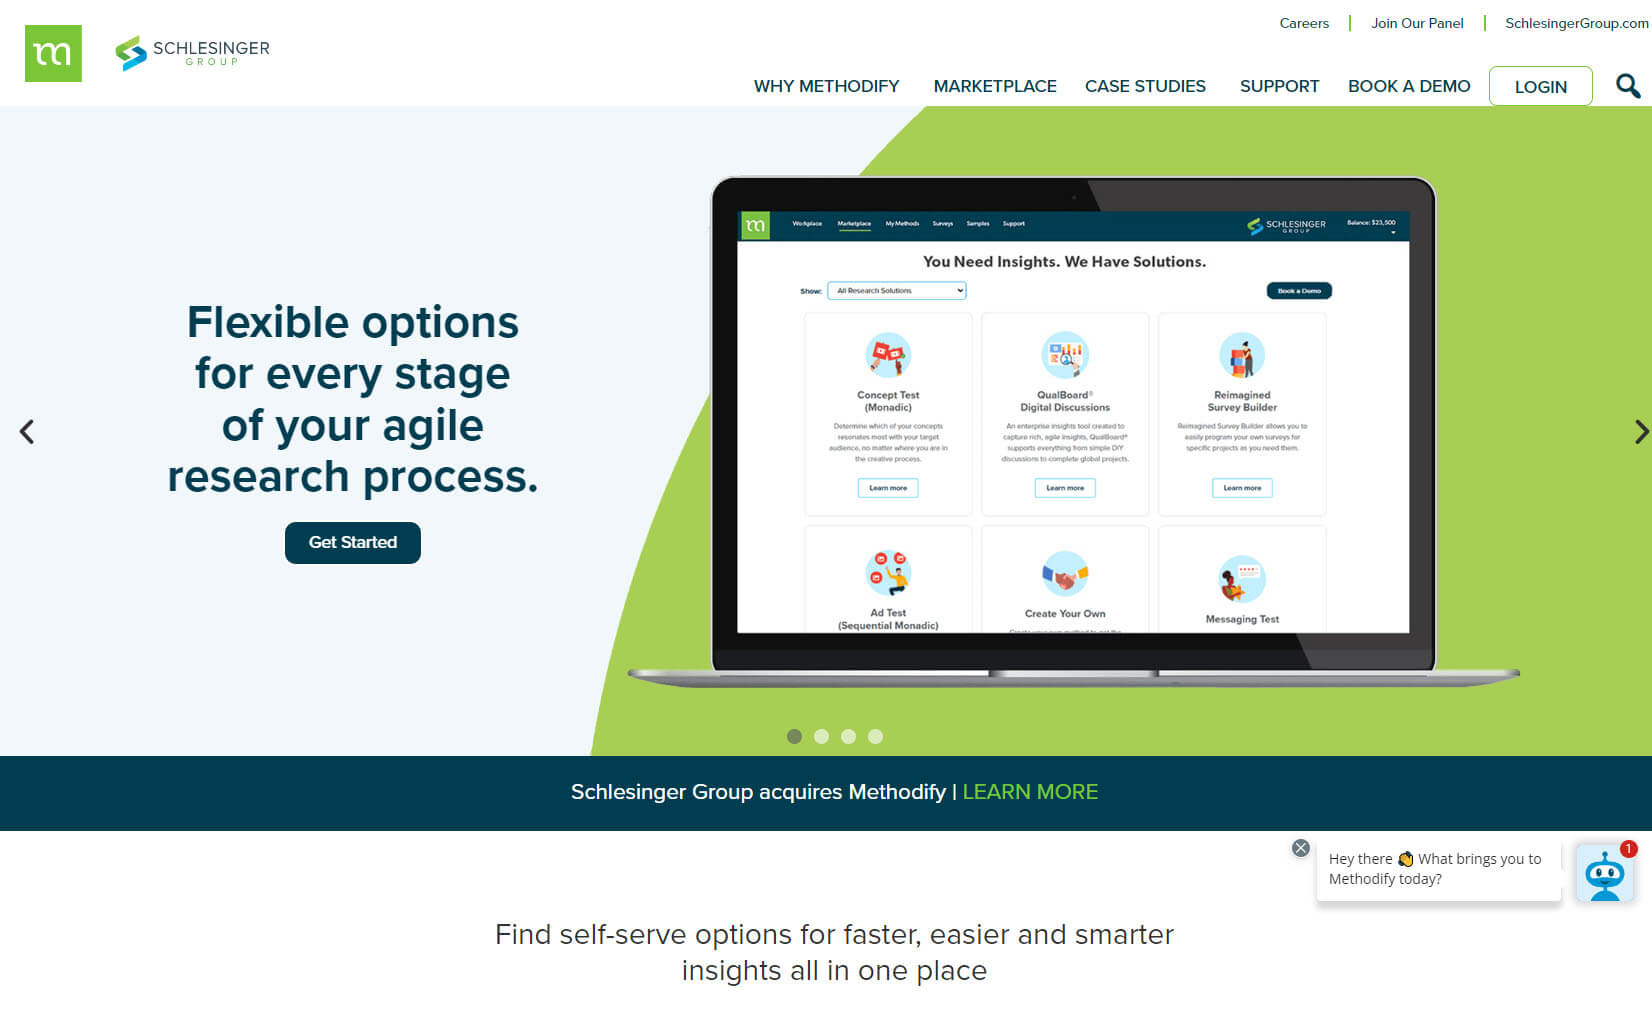 Careers
Join Our Panel
SchlesingerGroup.com
m
SCHLESINGER
GROUP
WHY METHODIFY
MARKETPLACE
CASE STUDIES
SUPPORT
BOOK A DEMO
LOGIN
Flexible options
for every stage
of your agile
research process.
Get Started
m
Workplace
Marketplace
My Methods
Surveys
Samples
Support
SCHLESINGER
GROUP
Balance: $23,500
You Need Insights. We Have Solutions.
Show:
All Research Solutions
Book a Demo
Concept Test
(Monadic)
Determine which of your concepts
resonates most with your target
audience, no matter where you are in
the creative process.
Learn more
QualBoard®
Digital Discussions
An enterprise insights tool created to
capture rich, agile insights, QualBoard®
supports everything from simple DIY
discussions to complete global projects.
Learn more
Reimagined
Survey Builder
Reimagined Survey Builder allows you to
easily program your own surveys for
specific projects as you need them.
Learn more
Ad Test
(Sequential Monadic)
Create Your Own
Messaging Test
Schlesinger Group acquires Methodify | LEARN MORE
Hey there 👋 What brings you to
Methodify today?
1
Find self-serve options for faster, easier and smarter
insights all in one place